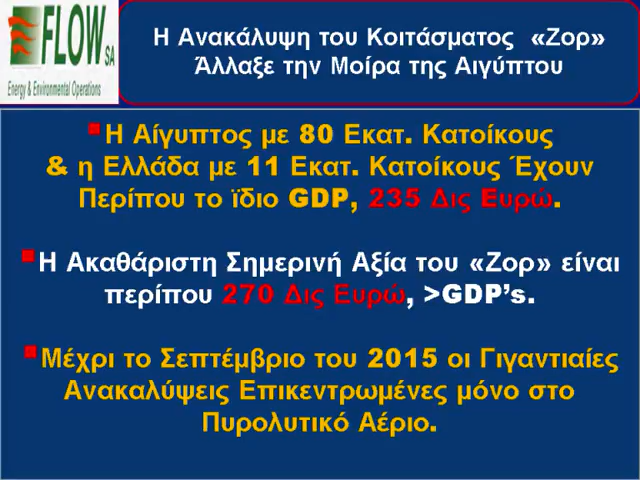 FLOW SA
Energy & Environmental Operations
Η Ανακάλυψη του Κοιτάσματος «Ζορ»
Άλλαξε την Μοίρα της Αιγύπτου
Η Αίγυπτος με 80 Εκατ. Κατοίκους
& η Ελλάδα με 11 Εκατ. Κατοίκους Έχουν
Περίπου το ϊδιο GDP, 235 Δις Ευρώ.
Η Ακαθάριστη Σημερινή Αξία του «Ζορ» είναι
περίπου 270 Δις Ευρώ, >GDP’s.
Μέχρι το Σεπτέμβριο του 2015 οι Γιγαντιαίες
Ανακαλύψεις Επικεντρωμένες μόνο στο
Πυρολυτικό Αέριο.